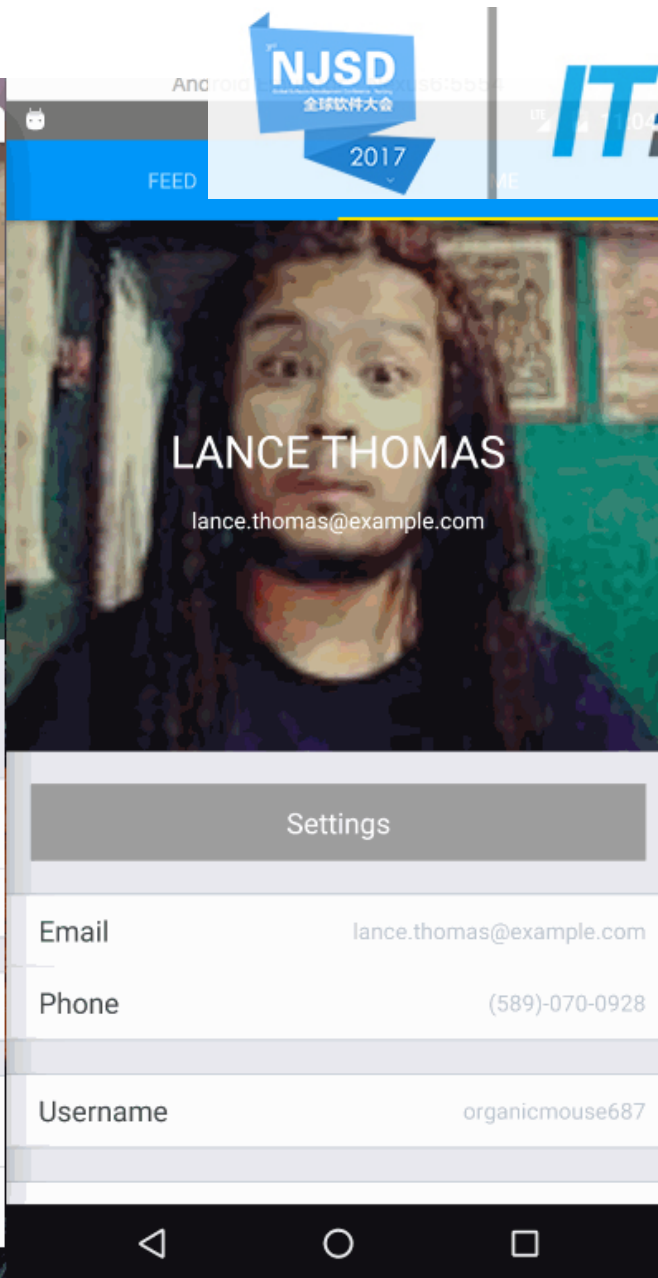 NJSD
全球软件大会
2017
IT
FEED
ME
LANCE THOMAS
lance.thomas@example.com
Settings
Email
lance.thomas@example.com
Phone
(589)-070-0928
Username
organicmouse687